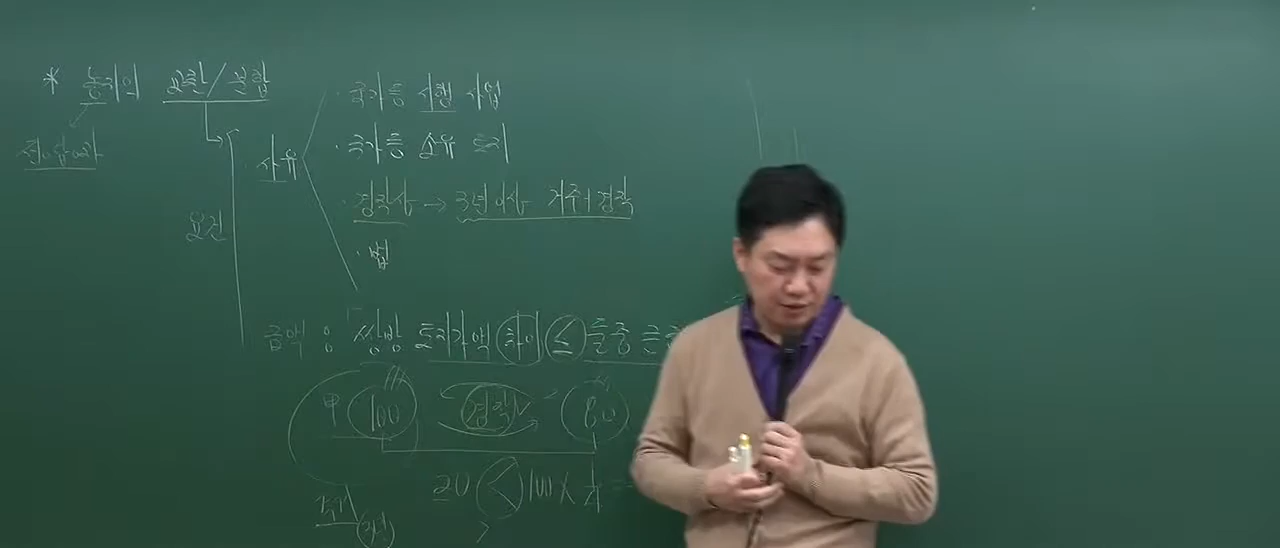 * 농지의 교환/분합
· 국가등 시행 사업
· 국가등 소유 토지
사유
· 경작상 → 3년 이상 거주+경작
요건
· 법
금액 : 쌍방 토지가액 차이 ≤ 큰쪽
甲 100 경작 80
20 < 100 × 1/4 =
>